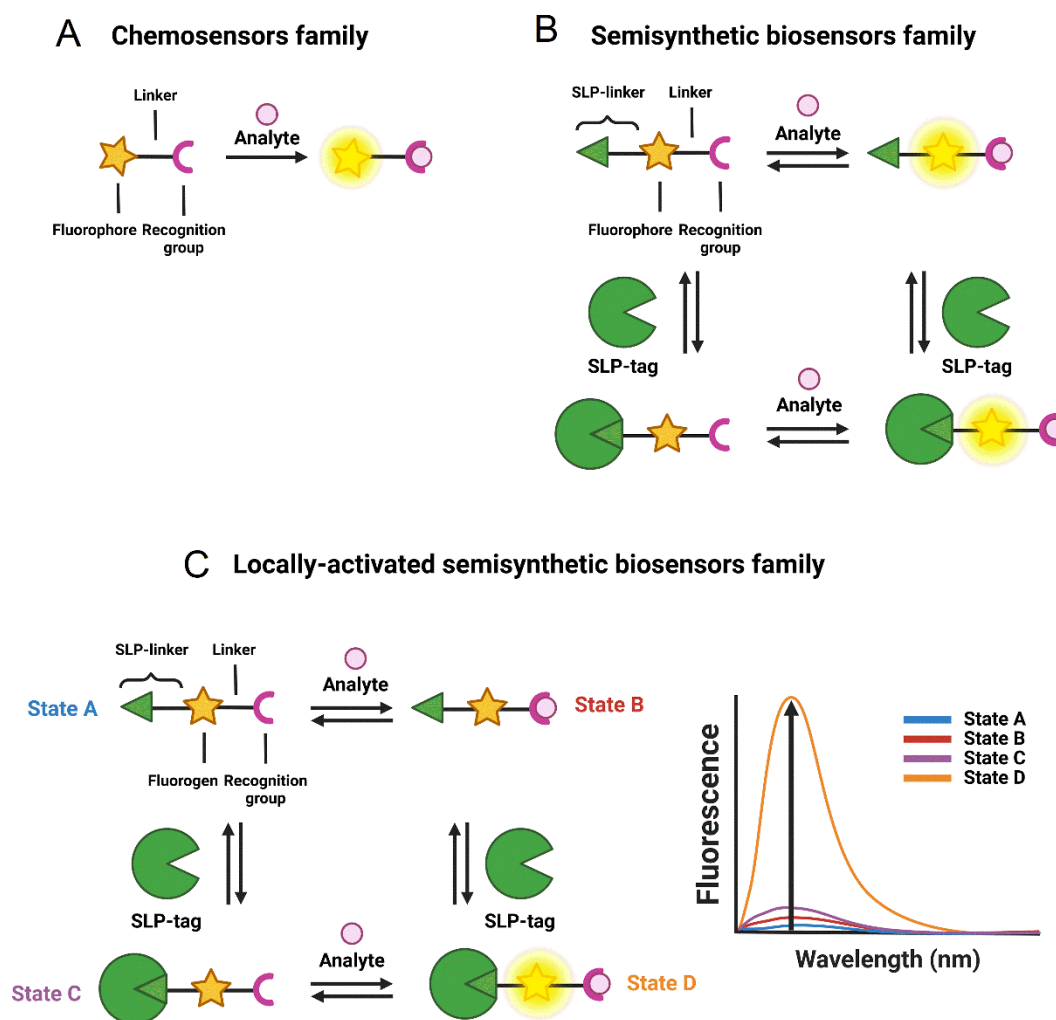 A Chemosensors family
Linker
Analyte
Fluorophore Recognition
group
B Semisynthetic biosensors family
SLP-linker Linker
Analyte
Fluorophore Recognition
group
SLP-tag
SLP-tag
Analyte
C Locally-activated semisynthetic biosensors family
SLP-linker Linker
Analyte
State A
State B
Fluorogen Recognition
group
SLP-tag
SLP-tag
Analyte
State C
State D
Fluorescence
State A
State B
State C
State D
Wavelength (nm)